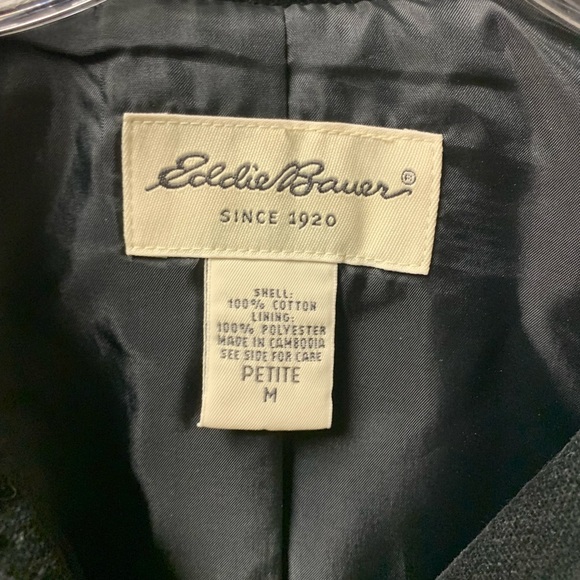 Eddie Bauer®
SINCE 1920
SHELL:
100% COTTON
LINING:
100% POLYESTER
MADE IN CAMBODIA
SEE SIDE FOR CARE
PETITE
M